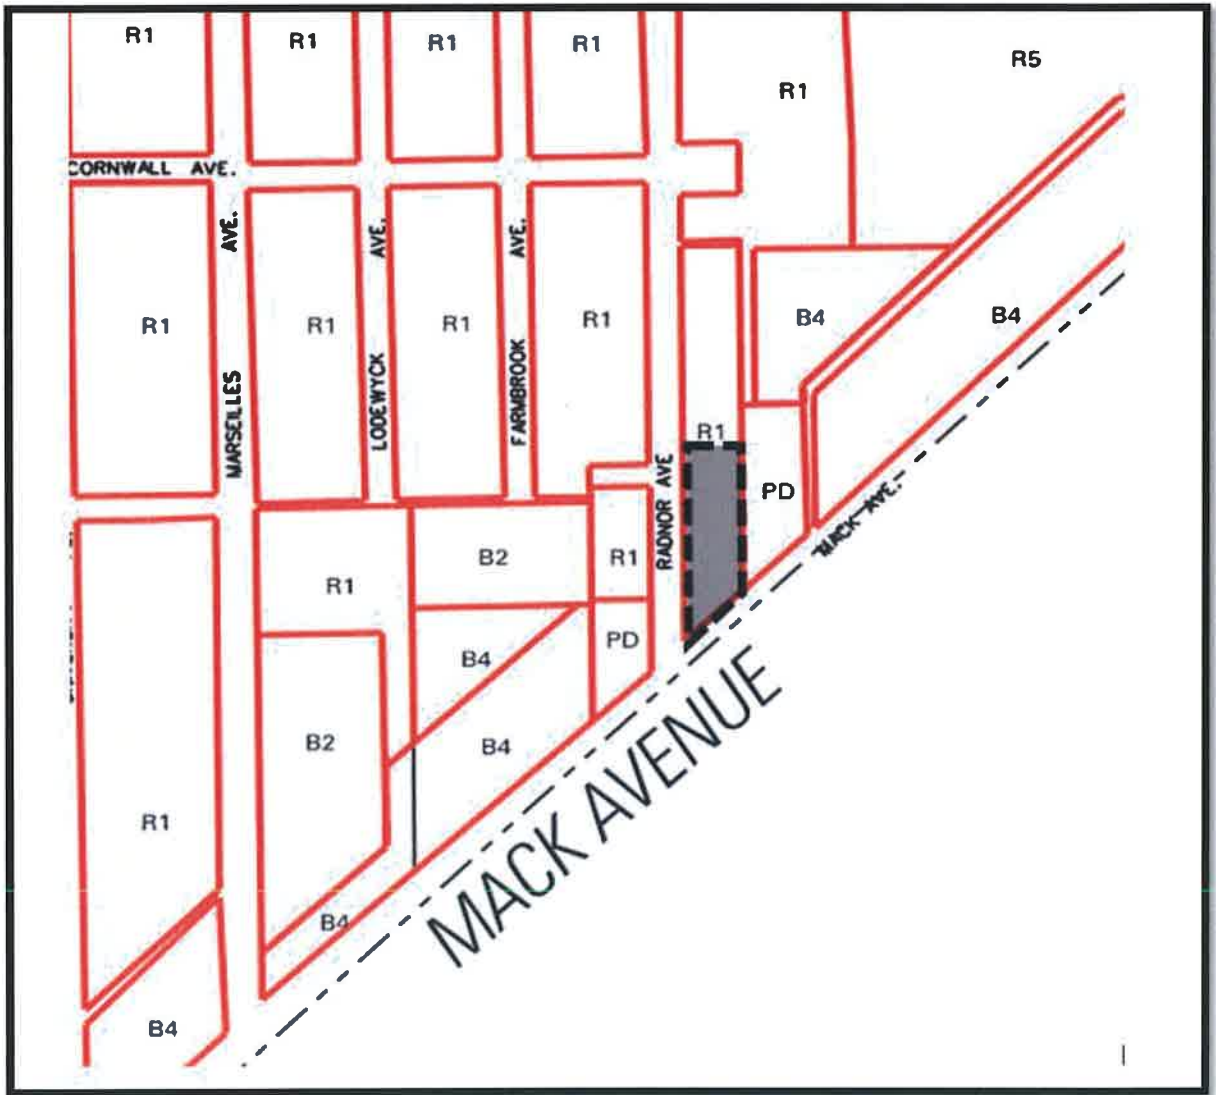 R1
R1
R1
R1
R1
R5
CORNWALL AVE.
MARSEILLES AVE.
LODEWYCK AVE.
FARMBROOK AVE.
R1
R1
R1
R1
B4
B4
R1
RADNOR AVE
PD
MACK AVE.
R1
B2
R1
PD
B4
B2
B4
MACK AVENUE
R1
B4
B4